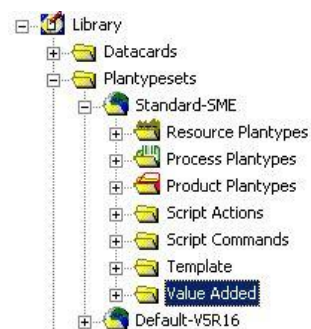 Library
Datacards
Plantypesets
Standard-SME
Resource Plantypes
Process Plantypes
Product Plantypes
Script Actions
Script Commands
Template
Value Added
Default-V5R16